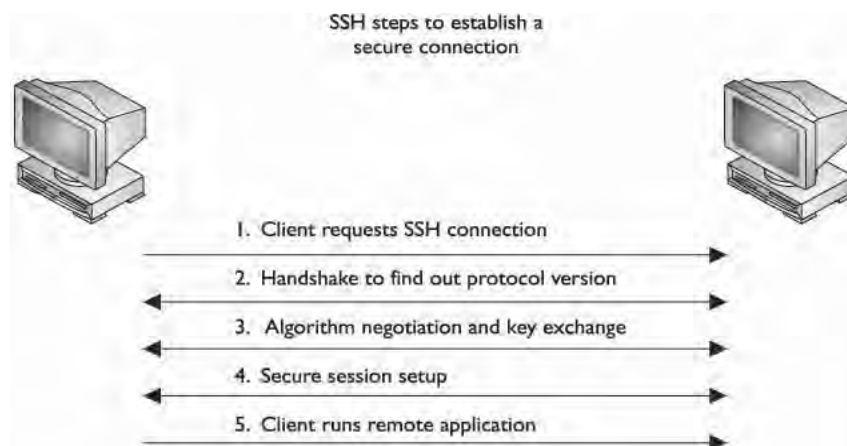 SSH steps to establish a
secure connection
1. Client requests SSH connection
2. Handshake to find out protocol version
3. Algorithm negotiation and key exchange
4. Secure session setup
5. Client runs remote application